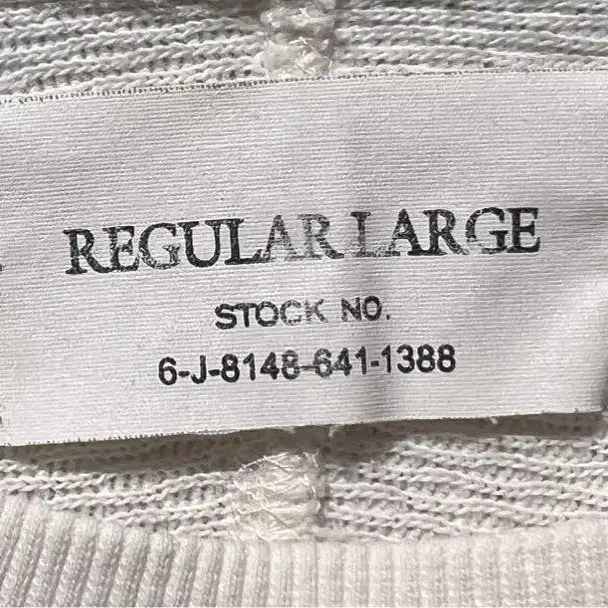 REGULAR LARGE
STOCK NO.
6-J-8148-641-1388